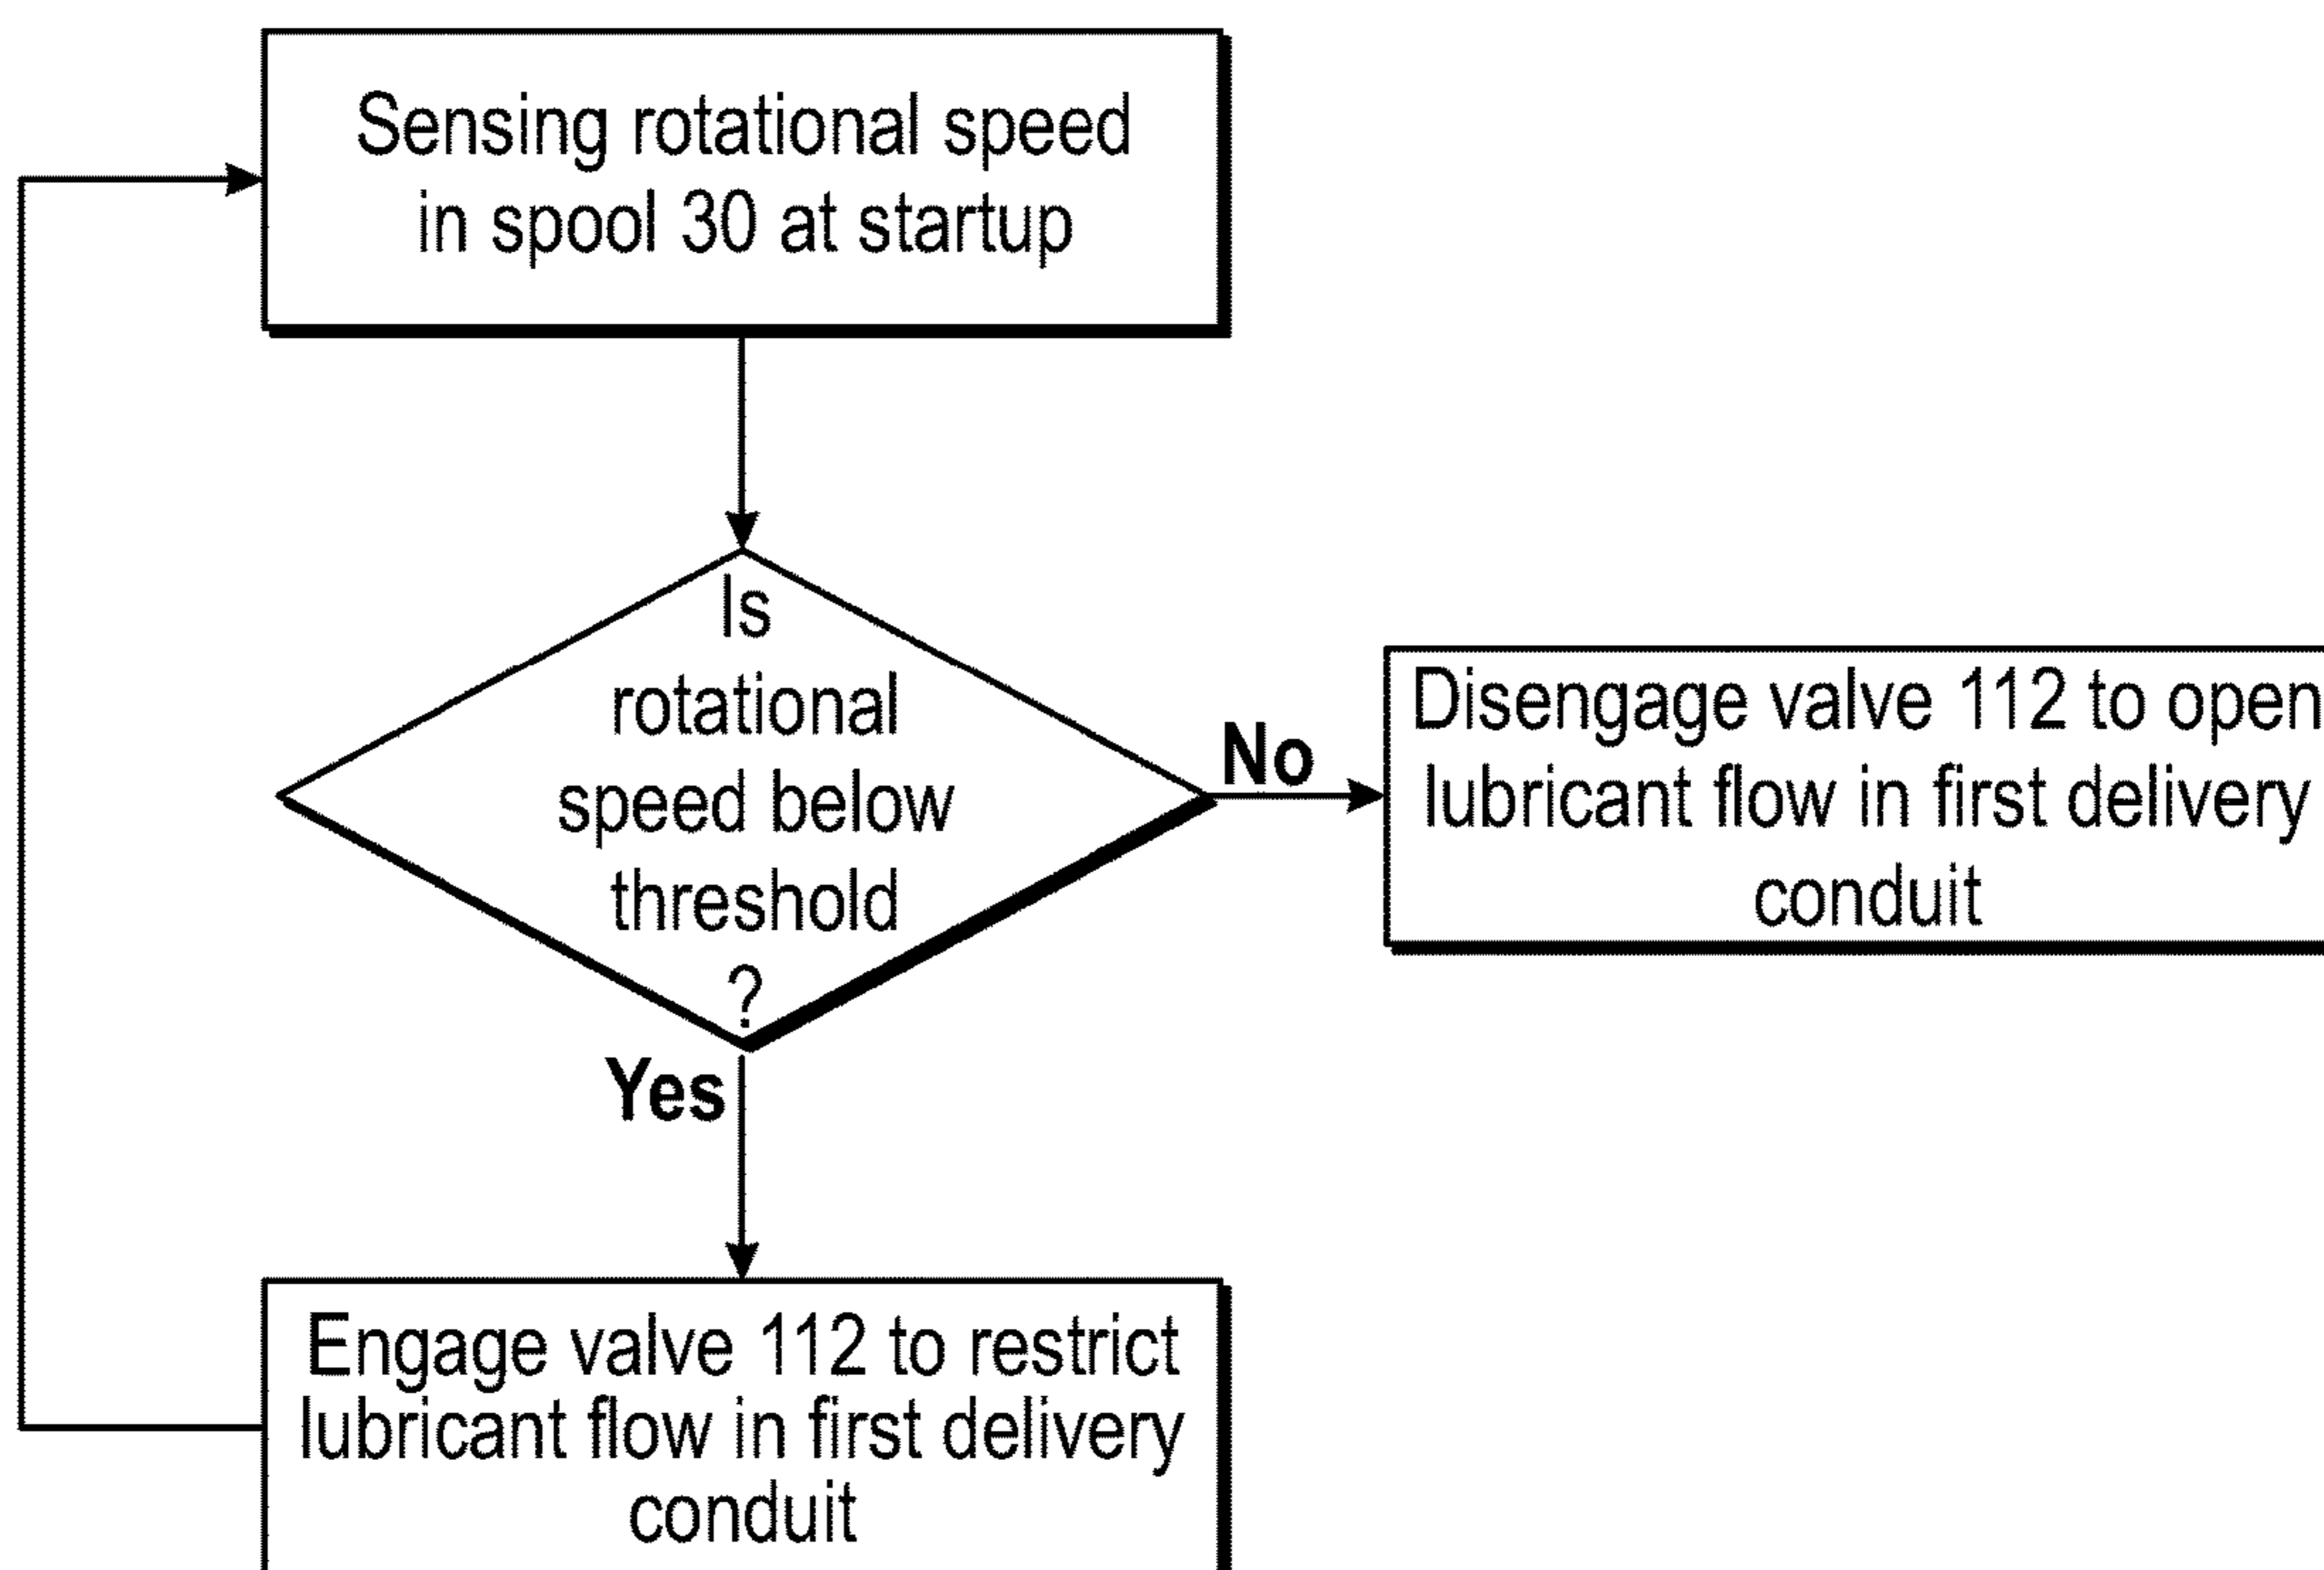 Sensing rotational speed
in spool 30 at startup
Is
rotational
speed below
threshold
?
No
Disengage valve 112 to open
lubricant flow in first delivery
conduit
Yes
Engage valve 112 to restrict
lubricant flow in first delivery
conduit